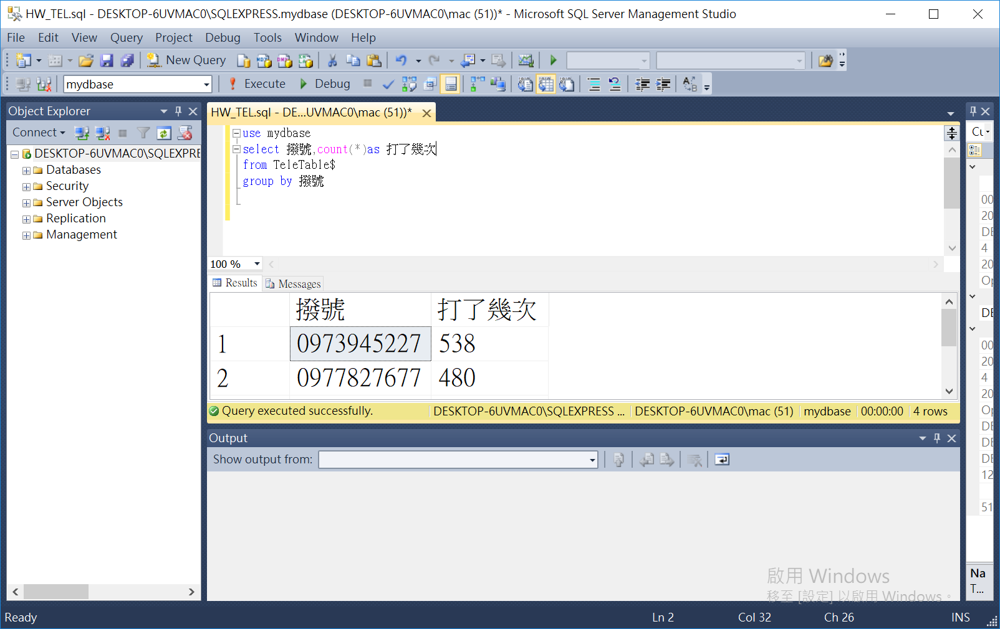 HW_TEL.sql - DESKTOP-6UVMAC0\SQLEXPRESS.mydbase (DESKTOP-6UVMAC0\mac (51))* - Microsoft SQL Server Management Studio
File Edit View Query Project Debug Tools Window Help
New Query
mydbase Execute Debug
Object Explorer
HW_TEL.sql - DE...UVMAC0\mac (51))*
Connect
DESKTOP-6UVMAC0\SQLEXPRE
Databases
Security
Server Objects
Replication
Management
use mydbase
select 撥號,count(*)as 打了幾次
from TeleTable$
group by 撥號
100 %
Results Messages
撥號 打了幾次
1 0973945227 538
2 0977827677 480
Query executed successfully. DESKTOP-6UVMAC0\SQLEXPRESS ... DESKTOP-6UVMAC0\mac (51) mydbase 00:00:00 4 rows
Output
Show output from:
Cu
00
20
DE
4
20
Op
DE
00
20
4
20
Op
DE
DE
DE
12
51
Na
T...
啟用 Windows
移至 [設定] 以啟用 Windows。
Ready Ln 2 Col 32 Ch 26 INS